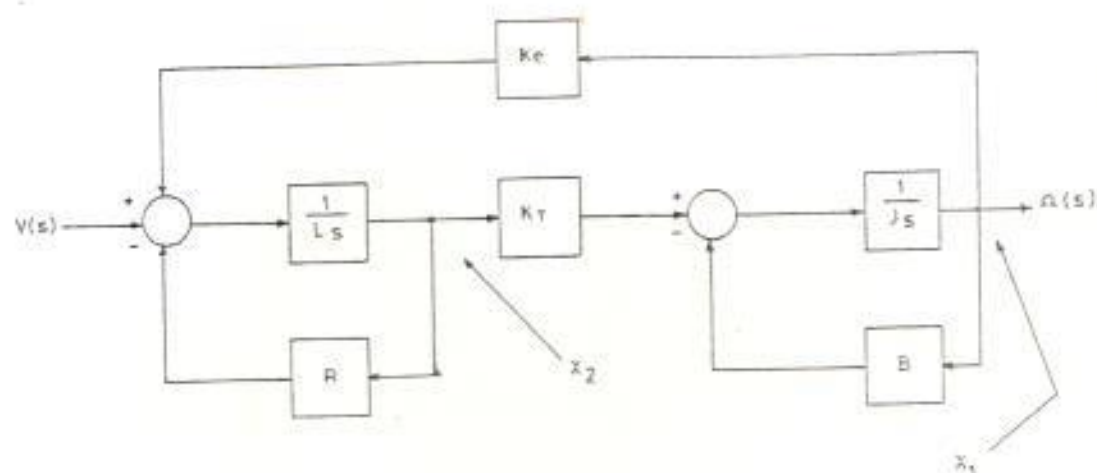 Ke
+
V(s)
-
1
Ls
KT
+
-
1
Js
Ω(s)
R
x2
B
x1